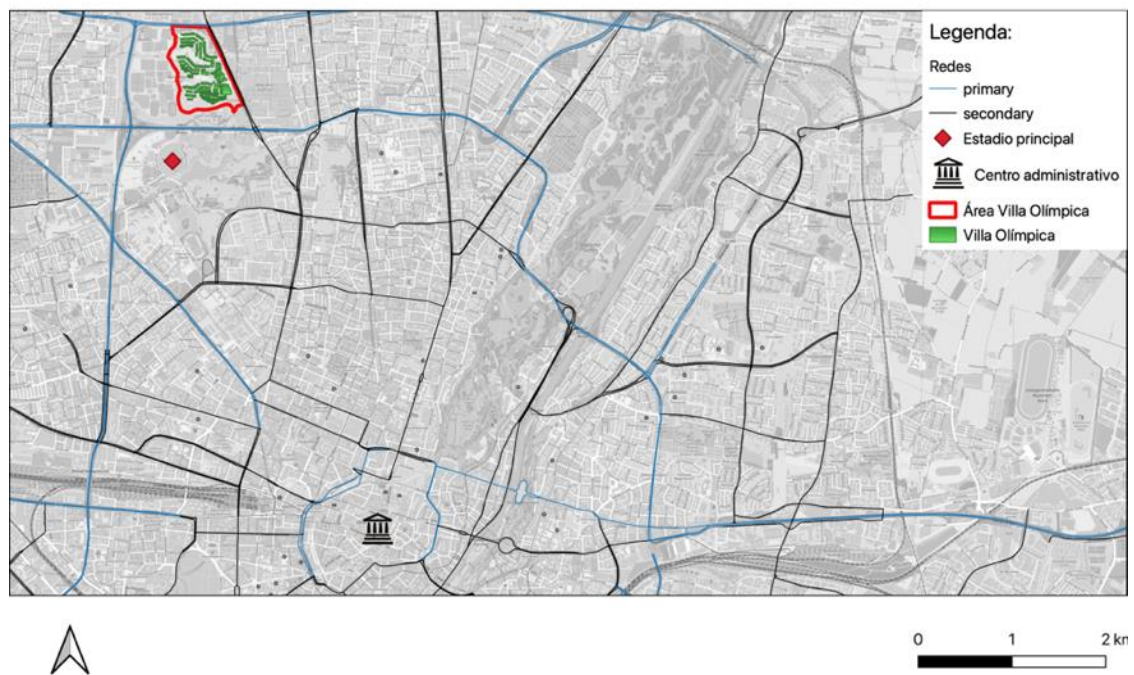 Legenda:
Redes
primary
secondary
Estadio principal
Centro administrativo
Área Villa Olímpica
Villa Olímpica
0 1 2 km